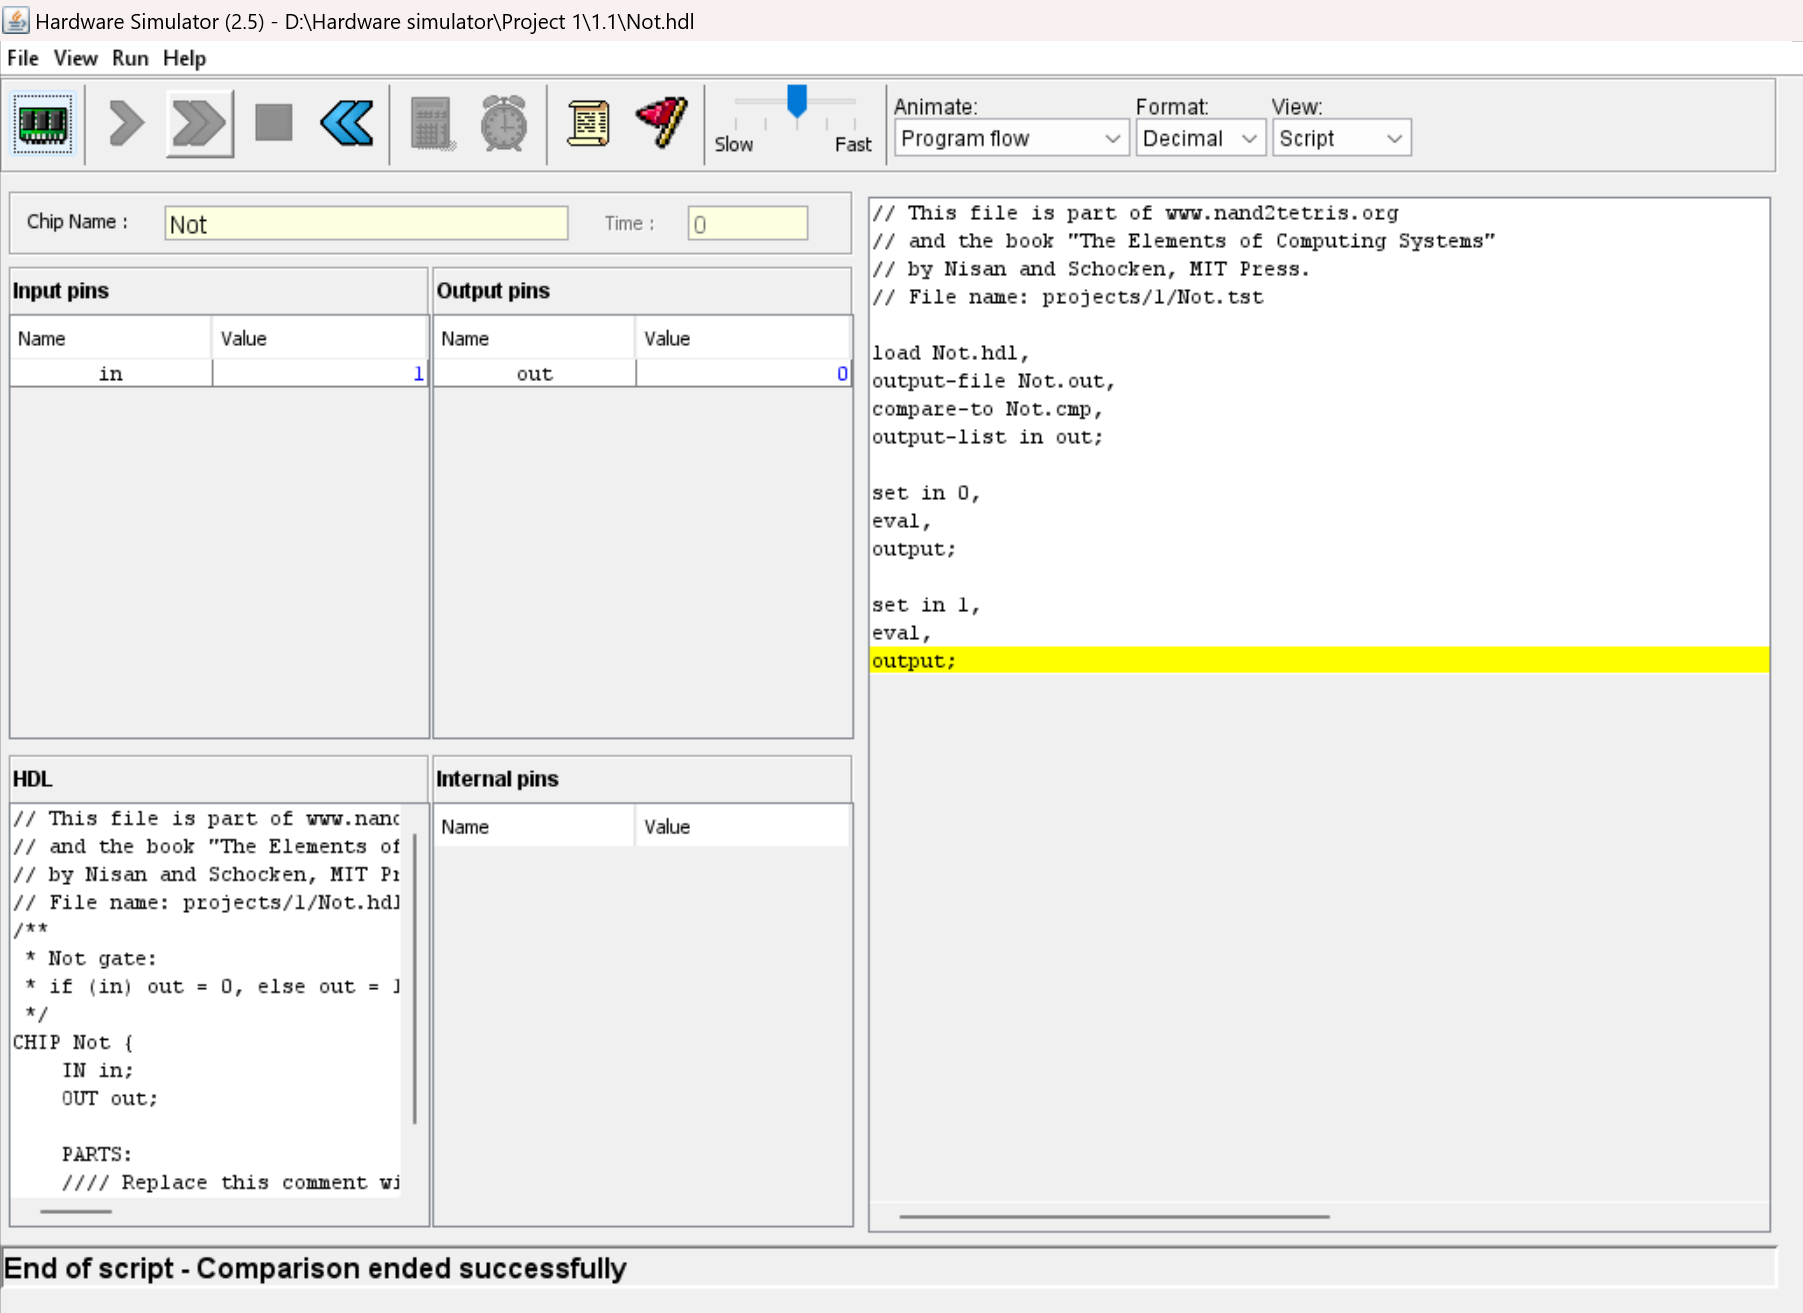 Hardware Simulator (2.5) - D:\Hardware simulator\Project 1\1.1\Not.hdl
File View Run Help
Slow Fast
Animate: Format: View:
Program flow Decimal Script
Chip Name : Not Time : 0
Input pins
Name Value
in 1
Output pins
Name Value
out 0
HDL
// This file is part of www.nand
// and the book "The Elements of
// by Nisan and Schocken, MIT Pr
// File name: projects/1/Not.hdl
/**
* Not gate:
* if (in) out = 0, else out = 1
*/
CHIP Not {
IN in;
OUT out;
PARTS:
//// Replace this comment wi
Internal pins
Name Value
// This file is part of www.nand2tetris.org
// and the book "The Elements of Computing Systems"
// by Nisan and Schocken, MIT Press.
// File name: projects/1/Not.tst
load Not.hdl,
output-file Not.out,
compare-to Not.cmp,
output-list in out;
set in 0,
eval,
output;
set in 1,
eval,
output;
End of script - Comparison ended successfully